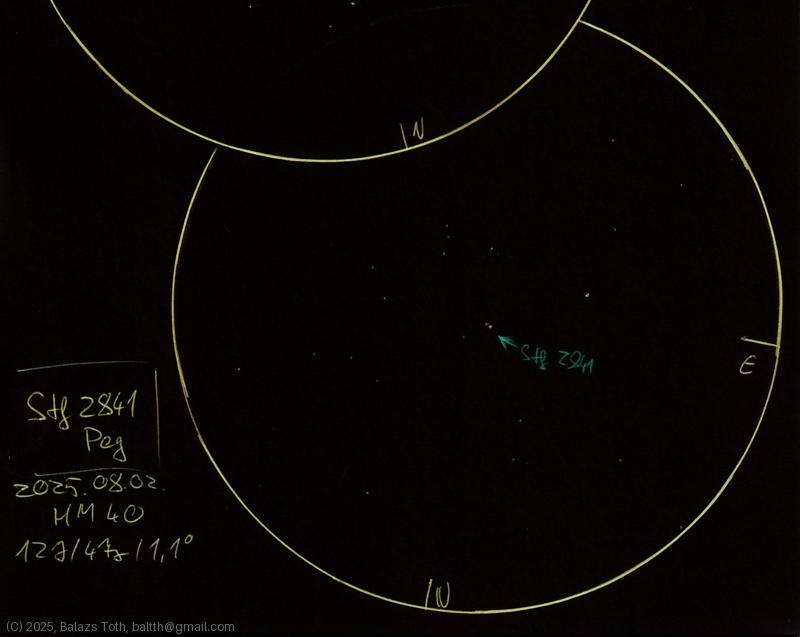 N
E
Stf 2841
Stf 2841
Peg
2025.08.02.
HM 40
127/47x/1,1°
N
(C) 2025, Balazs Toth, baltth@gmail.com